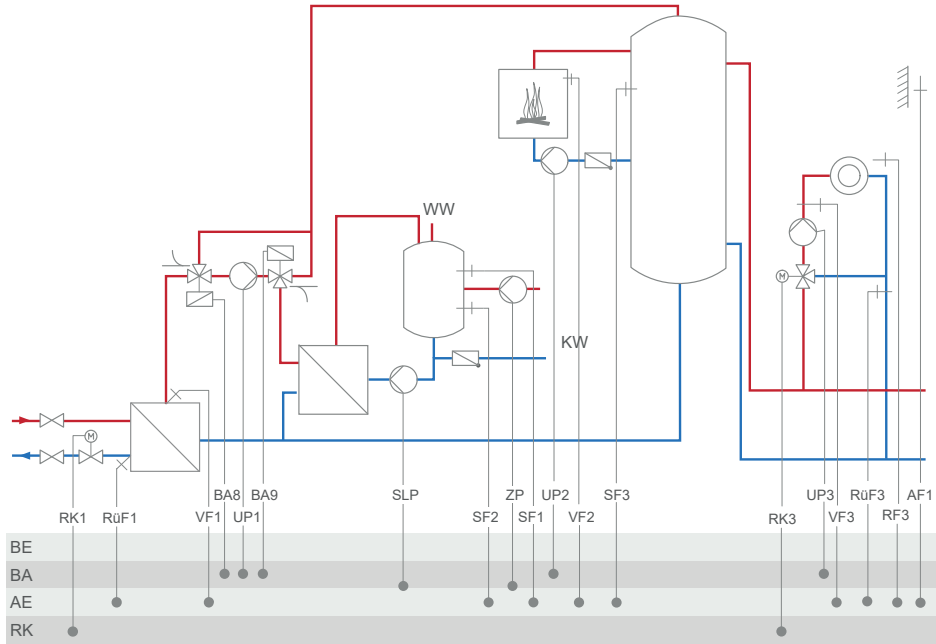 WW
KW
M
M
BA8
BA9
SLP
ZP
UP2
SF3
UP3
RüF3
AF1
RK1
RüF1
VF1
UP1
SF2
SF1
VF2
RK3
VF3
RF3
BE
BA
AE
RK